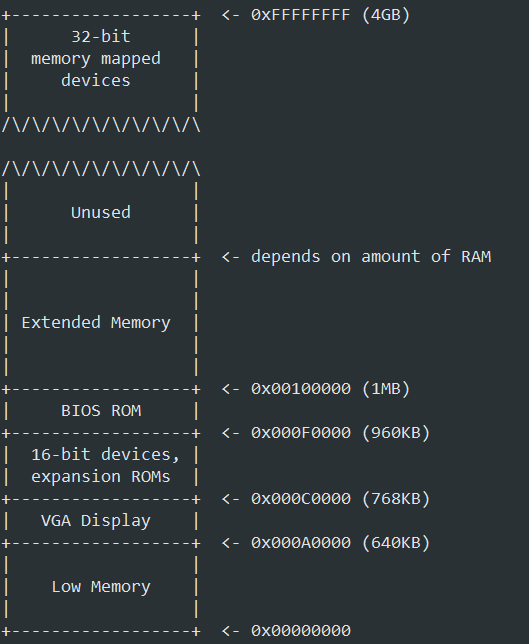 +------------------+  <- 0xFFFFFFFF (4GB)
|      32-bit      |
|  memory mapped   |
|     devices      |
|                  |
/\/\/\/\/\/\/\/\/\/\

/\/\/\/\/\/\/\/\/\/\
|                  |
|      Unused      |
|                  |
+------------------+  <- depends on amount of RAM
|                  |
|                  |
| Extended Memory  |
|                  |
|                  |
+------------------+  <- 0x00100000 (1MB)
|     BIOS ROM     |
+------------------+  <- 0x000F0000 (960KB)
|  16-bit devices, |
|  expansion ROMs  |
+------------------+  <- 0x000C0000 (768KB)
|   VGA Display    |
+------------------+  <- 0x000A0000 (640KB)
|                  |
|    Low Memory    |
|                  |
+------------------+  <- 0x00000000